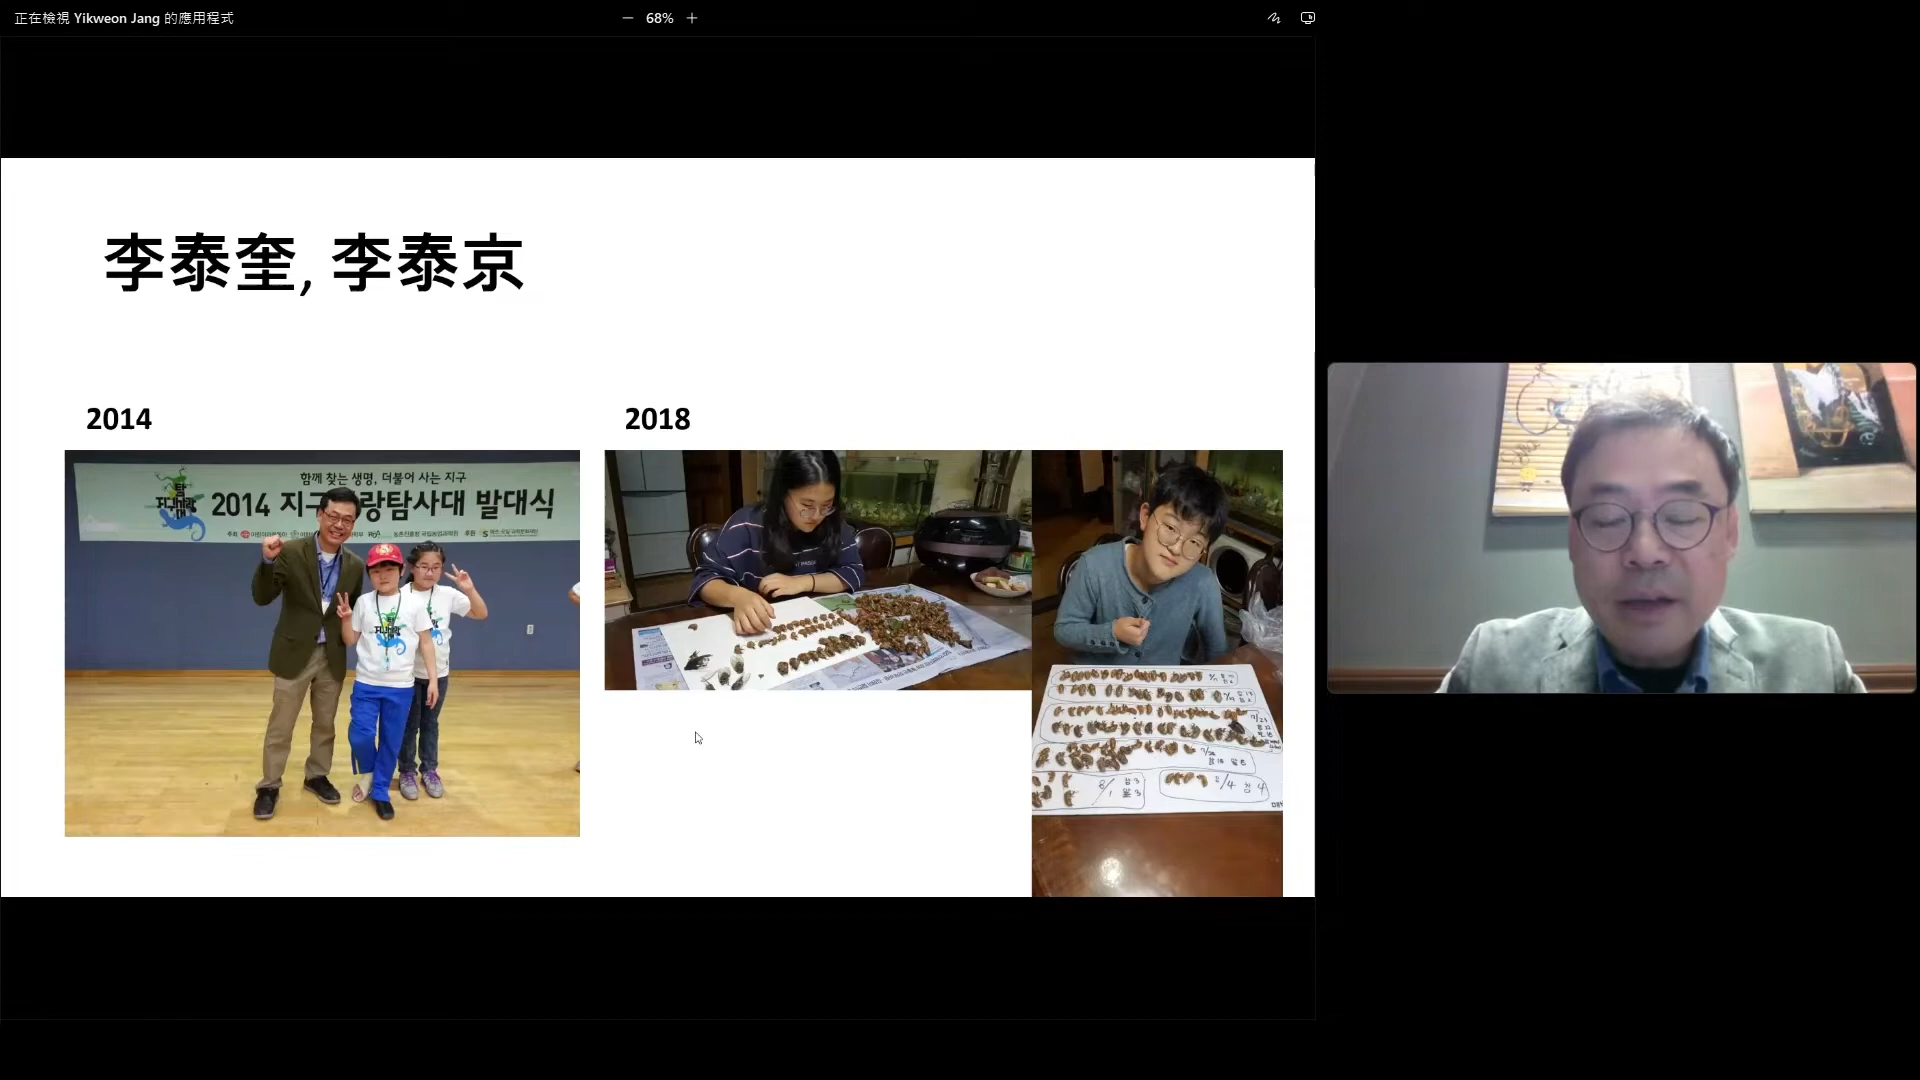 正在檢視 Yikweon Jang 的應用程式
68%
李泰奎, 李泰京
2014
2018
함께 찾는 생명, 더불어 사는 지구
2014 지구 랑탐사대 발대식